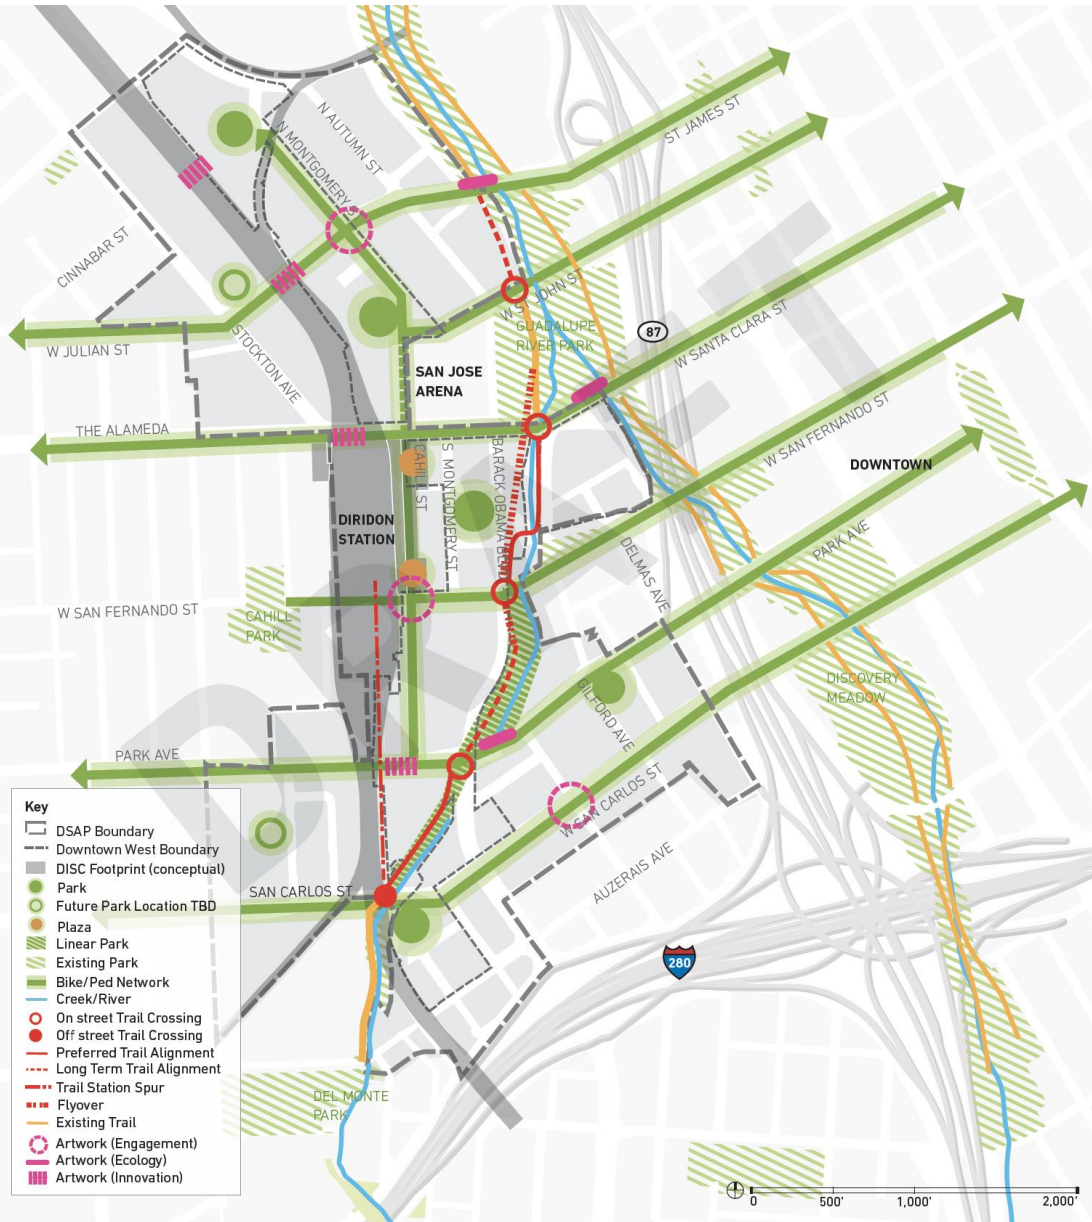 N AUTUMN ST
N MONTGOMERY ST
ST JAMES ST
CINNABAR ST
W ST JOHN ST
GUADALUPE
RIVER PARK
87
W SANTA CLARA ST
W JULIAN ST
STOCKTON AVE
SAN JOSE
ARENA
THE ALAMEDA
CAHILL ST
S MONTGOMERY ST
BARACK OBAMA BLVD
W SAN FERNANDO ST
DOWNTOWN
DIRIDON
STATION
DELMAS AVE
PARK AVE
W SAN FERNANDO ST
CAHILL
PARK
DISCOVERY
MEADOW
GILFORD AVE
PARK AVE
W SAN CARLOS ST
AUZERAIS AVE
SAN CARLOS ST
280
DEL MONTE
PARK
DRAFT
Key
DSAP Boundary
Downtown West Boundary
DISC Footprint (conceptual)
Park
Future Park Location TBD
Plaza
Linear Park
Existing Park
Bike/Ped Network
Creek/River
On street Trail Crossing
Off street Trail Crossing
Preferred Trail Alignment
Long Term Trail Alignment
Trail Station Spur
Flyover
Existing Trail
Artwork (Engagement)
Artwork (Ecology)
Artwork (Innovation)
0 500' 1,000' 2,000'